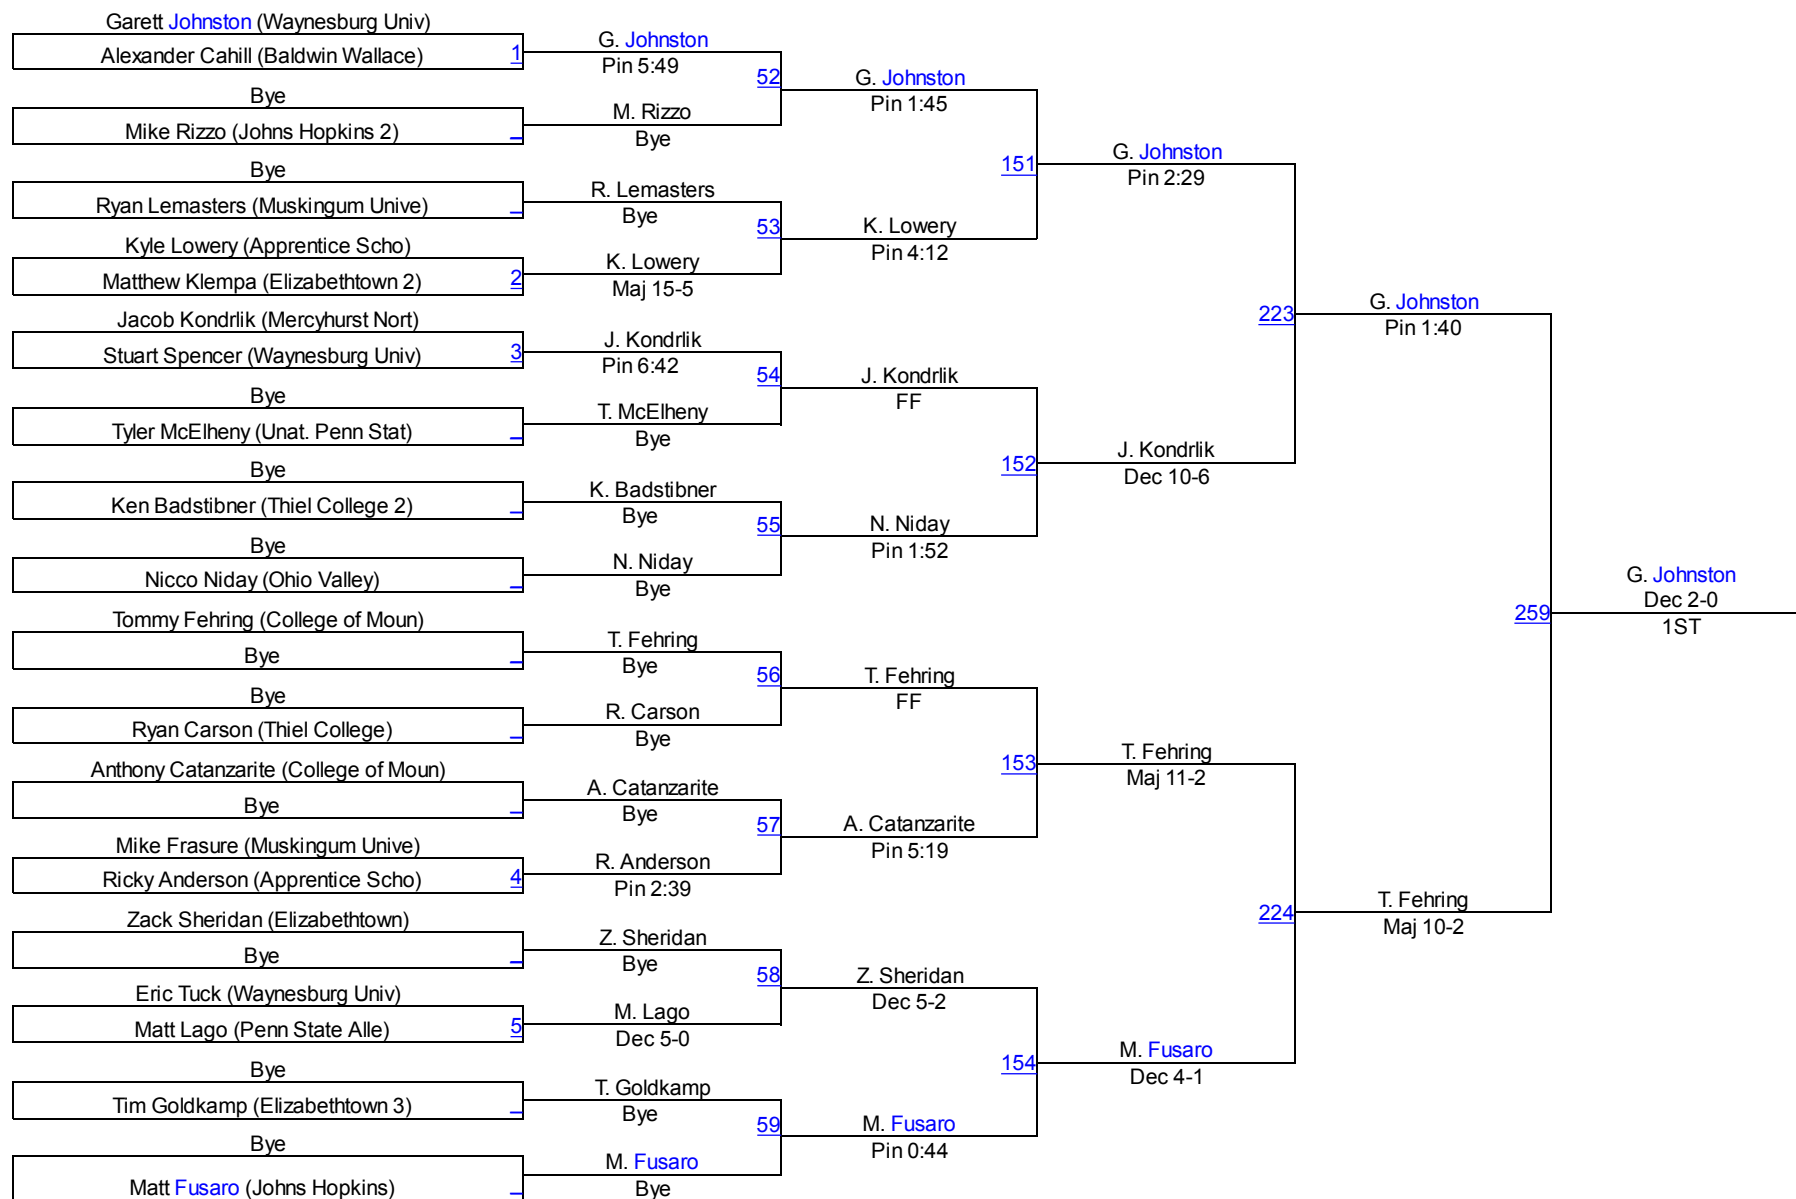 Garett Johnston (Waynesburg Univ)
Alexander Cahill (Baldwin Wallace)
1
Bye
Mike Rizzo (Johns Hopkins 2)
Bye
Ryan Lemasters (Muskingum Unive)
Kyle Lowery (Apprentice Scho)
Matthew Klempa (Elizabethtown 2)
2
Jacob Kondrlik (Mercyhurst Nort)
Stuart Spencer (Waynesburg Univ)
3
Bye
Tyler McElheny (Unat. Penn Stat)
Bye
Ken Badstibner (Thiel College 2)
Bye
Nicco Niday (Ohio Valley)
Tommy Fehring (College of Moun)
Bye
Bye
Ryan Carson (Thiel College)
Anthony Catanzarite (College of Moun)
Bye
Mike Frasure (Muskingum Unive)
Ricky Anderson (Apprentice Scho)
4
Zack Sheridan (Elizabethtown)
Bye
Eric Tuck (Waynesburg Univ)
Matt Lago (Penn State Alle)
5
Bye
Tim Goldkamp (Elizabethtown 3)
Bye
Matt Fusaro (Johns Hopkins)
G. Johnston
Pin 5:49
52
M. Rizzo
Bye
R. Lemasters
Bye
53
K. Lowery
Maj 15-5
J. Kondrlik
Pin 6:42
54
T. McElheny
Bye
K. Badstibner
Bye
55
N. Niday
Bye
T. Fehring
Bye
56
R. Carson
Bye
A. Catanzarite
Bye
57
R. Anderson
Pin 2:39
Z. Sheridan
Bye
58
M. Lago
Dec 5-0
T. Goldkamp
Bye
59
M. Fusaro
Bye
G. Johnston
Pin 1:45
151
K. Lowery
Pin 4:12
J. Kondrlik
FF
152
N. Niday
Pin 1:52
T. Fehring
FF
153
A. Catanzarite
Pin 5:19
Z. Sheridan
Dec 5-2
154
M. Fusaro
Pin 0:44
G. Johnston
Pin 2:29
223
J. Kondrlik
Dec 10-6
T. Fehring
Maj 11-2
224
M. Fusaro
Dec 4-1
G. Johnston
Pin 1:40
259
T. Fehring
Maj 10-2
G. Johnston
Dec 2-0
1ST